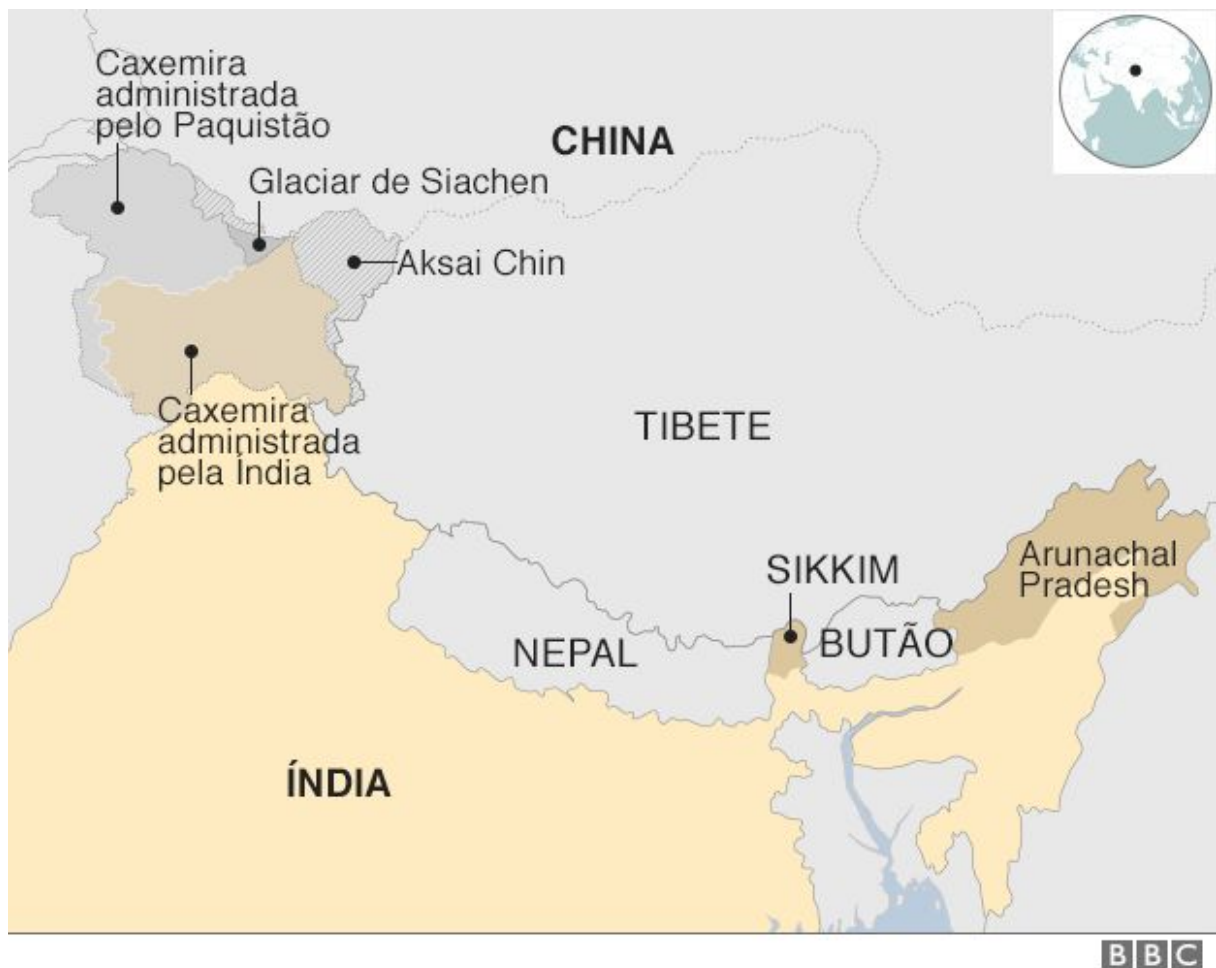 Caxemira
administrada
pelo Paquistão
CHINA
Glaciar de Siachen
Aksai Chin
Caxemira
administrada
pela Índia
TIBETE
SIKKIM
Arunachal
Pradesh
NEPAL
BUTÃO
ÍNDIA
BBC